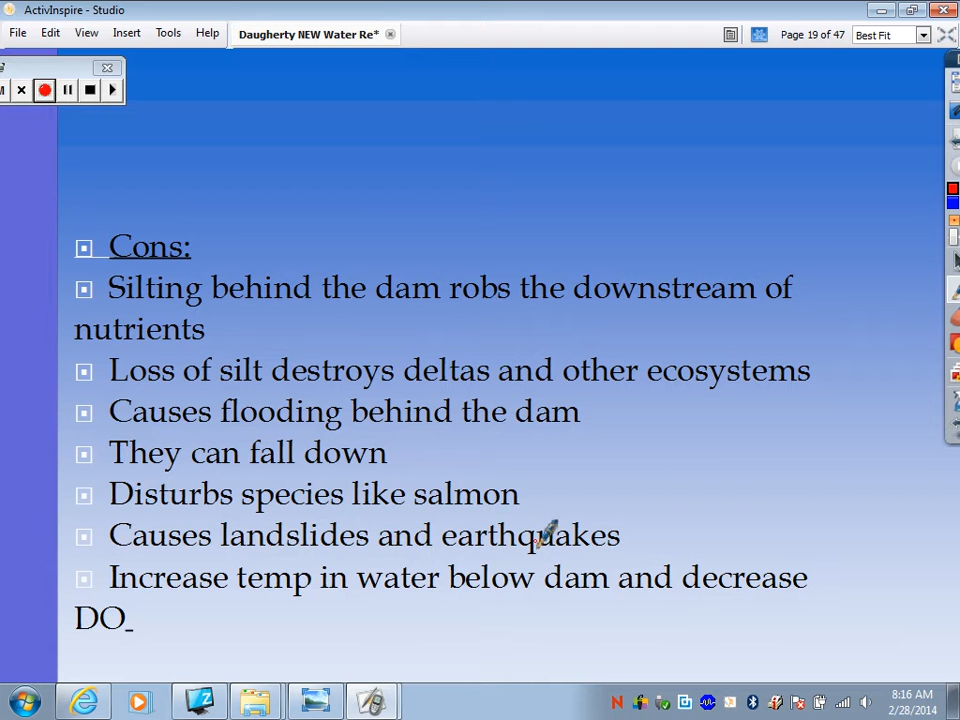 ActivInspire - Studio
File Edit View Insert Tools Help Daugherty NEW Water Re* Page 19 of 47 Best Fit
Cons:
Silting behind the dam robs the downstream of
nutrients
Loss of silt destroys deltas and other ecosystems
Causes flooding behind the dam
They can fall down
Disturbs species like salmon
Causes landslides and earthquakes
Increase temp in water below dam and decrease
DO
8:16 AM
2/28/2014